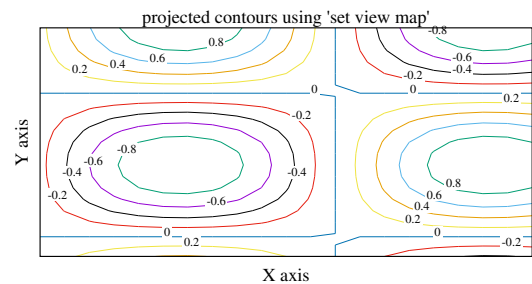 projected contours using 'set view map'
0.8 -0.8
0.6 -0.6
0.4 -0.4
0.2 -0.2
0 0
-0.2 0.2
-0.8
-0.6 -0.4 0.8
-0.4 0.6
-0.2 -0.6 0.4
0.2
0 0
0.2 -0.2
Y axis
X axis